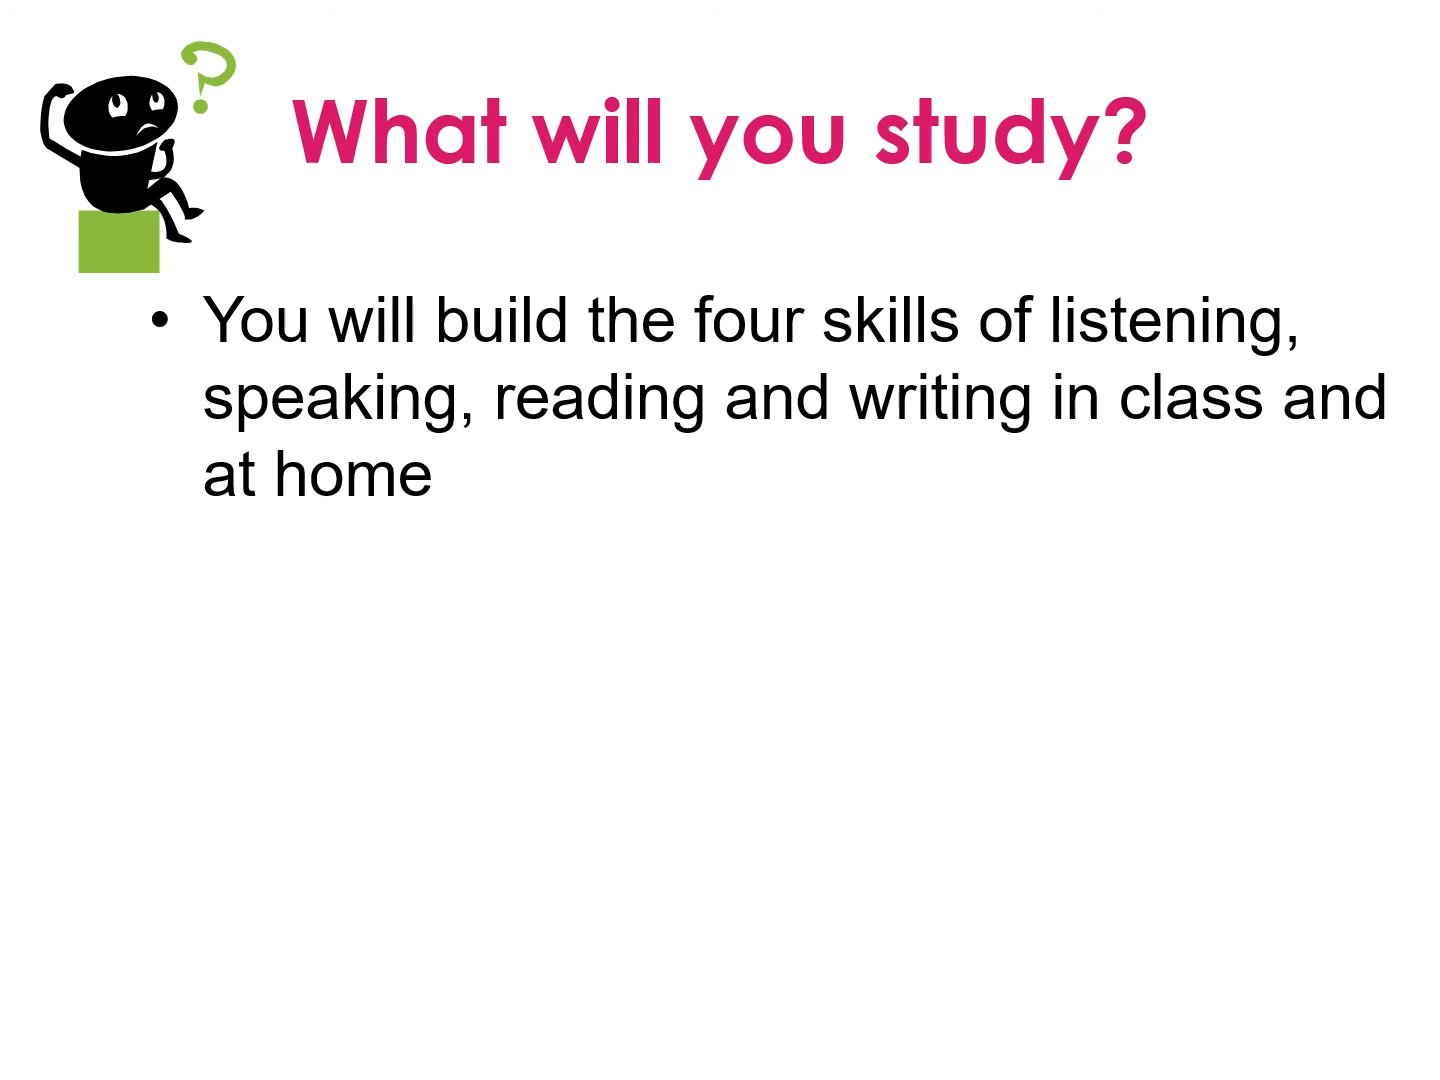 What will you study?
• You will build the four skills of listening,
speaking, reading and writing in class and
at home